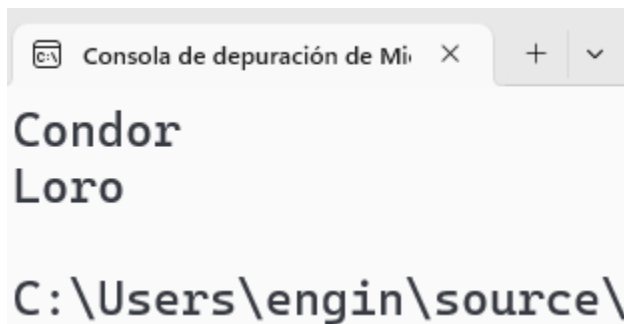 Consola de depuración de Mi
Condor
Loro
C:\Users\engin\source\